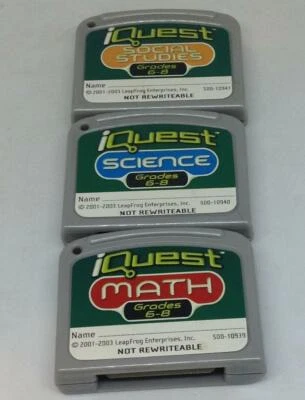 iQuest
SOCIAL
STUDIES
Grades
6-8
Name
© 2001-2003 LeapFrog Enterprises, Inc. 500-10941
NOT REWRITEABLE
iQuest
SCIENCE
Grades
6-8
Name
© 2001-2003 LeapFrog Enterprises, Inc. 500-10940
NOT REWRITEABLE
iQuest
MATH
Grades
6-8
Name
© 2001-2003 LeapFrog Enterprises, Inc. 500-10939
NOT REWRITEABLE